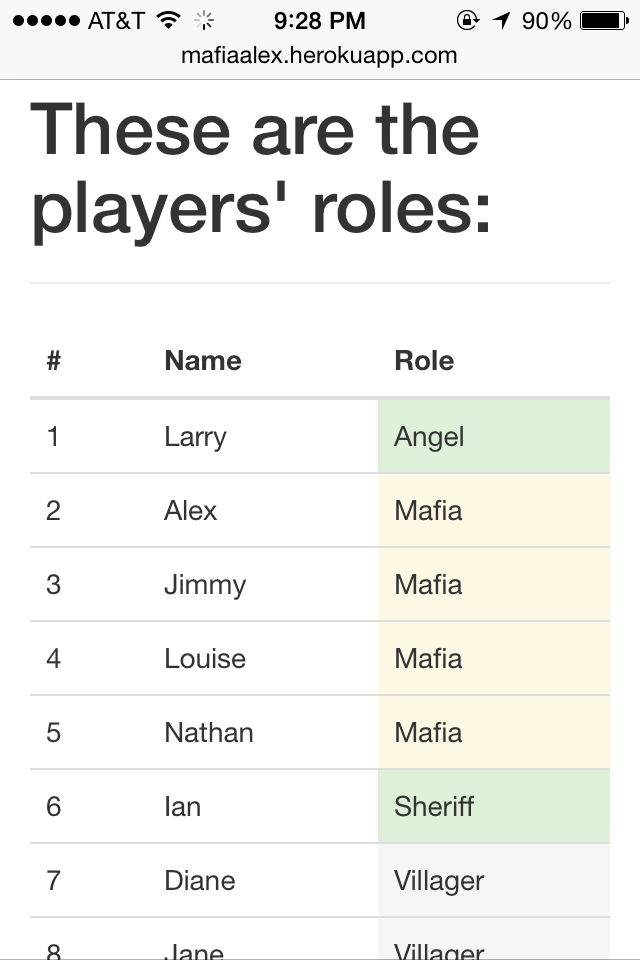 AT&T 9:28 PM 90%
mafiaalex.herokuapp.com
These are the
players' roles:
# Name Role
1 Larry Angel
2 Alex Mafia
3 Jimmy Mafia
4 Louise Mafia
5 Nathan Mafia
6 Ian Sheriff
7 Diane Villager
8 Jane Villager